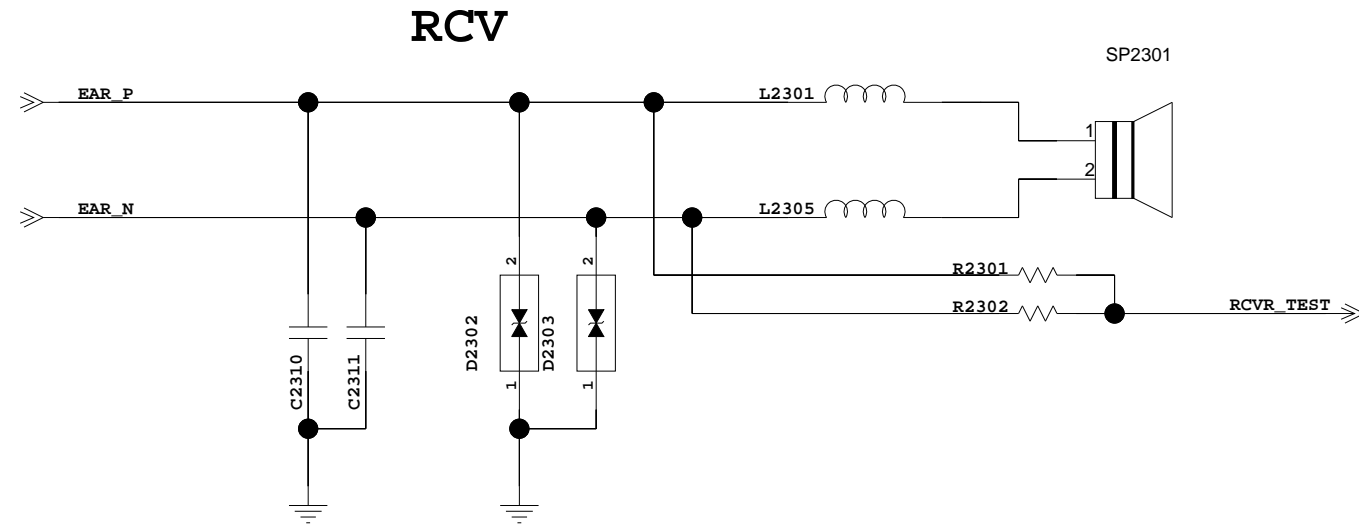 RCV
SP2301
EAR_P
L2301
1
2
EAR_N
L2305
2
2
R2301
R2302
RCVR_TEST
D2302
D2303
C2310
C2311
1
1